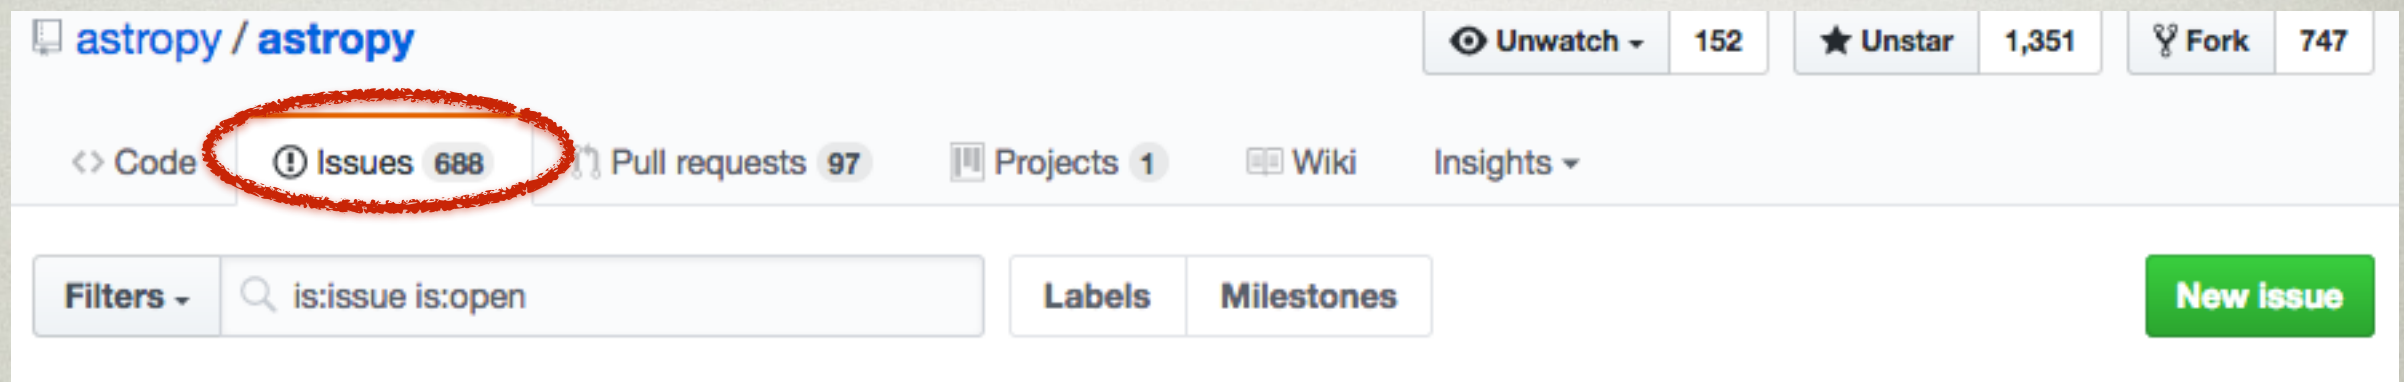 astropy / astropy Unwatch 152 Unstar 1,351 Fork 747
<> Code Issues 688 Pull requests 97 Projects 1 Wiki Insights
Filters is:issue is:open Labels Milestones New issue